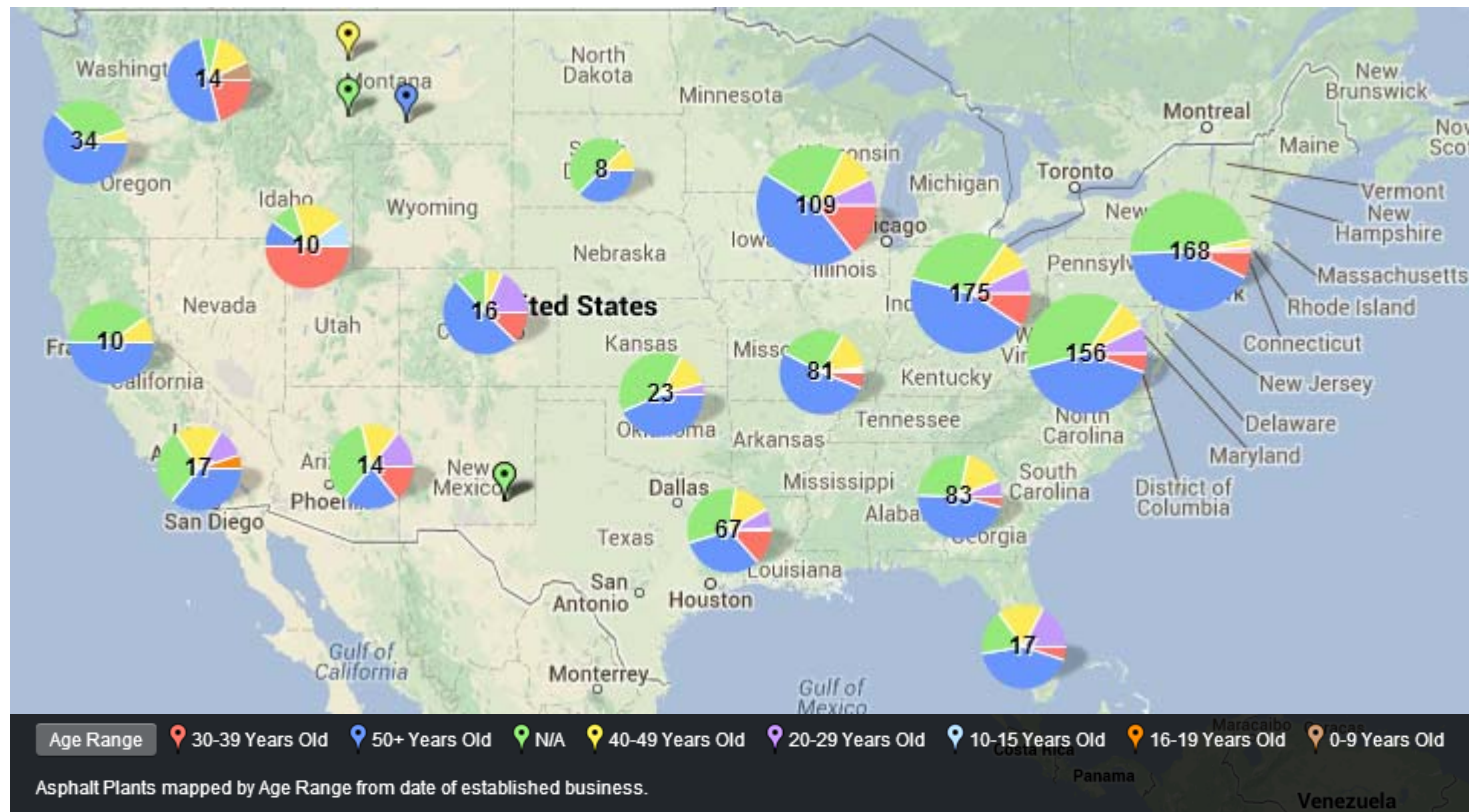 North
Dakota
Minnesota
New
Brunswick
Washingt
14
Montana
Montreal
Maine
34
Oregon
8
Toronto
Michigan
Vermont
New
Hampshire
Idaho
Wyoming
109
Iowa
icago
New
10
Nebraska
Illinois
Pennsylv
168
Massachusetts
Rhode Island
Nevada
Utah
16
ted States
175
Connecticut
10
California
Kansas
81
Kentucky
156
New Jersey
23
Oklahoma
Arkansas
Tennessee
North
Carolina
Delaware
Maryland
17
14
New
Mexico
Dallas
Mississippi
83
South
Carolina
District of
Columbia
San Diego
Texas
67
Louisiana
Georgia
San
Antonio
Houston
Gulf of
California
Monterrey
17
Gulf of
Mexico
Age Range 30-39 Years Old 50+ Years Old N/A 40-49 Years Old 20-29 Years Old 10-15 Years Old 16-19 Years Old 0-9 Years Old
Costa Rica
Asphalt Plants mapped by Age Range from date of established business.
Panama
Venezuela